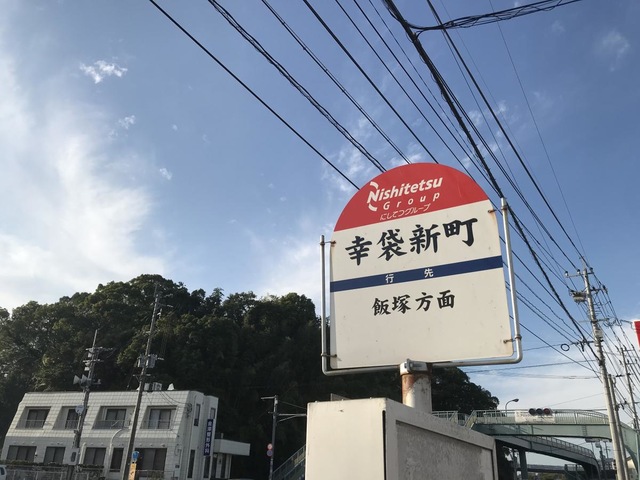 Nishitetsu
Group
にしてつグループ
幸袋新町
行先
飯塚方面